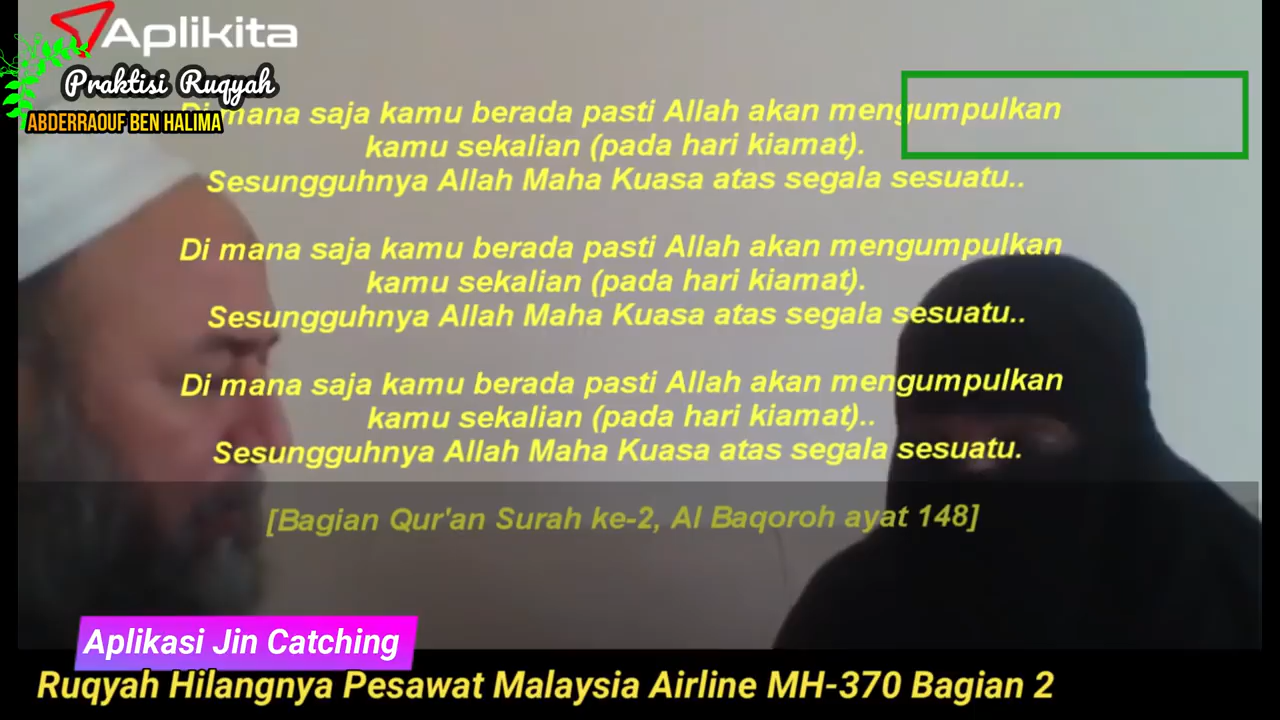 Aplikita
Praktisi Ruqyah
ABDERRAOUF BEN HALIMA
Di mana saja kamu berada pasti Allah akan mengumpulkan
kamu sekalian (pada hari kiamat).
Sesungguhnya Allah Maha Kuasa atas segala sesuatu..
Di mana saja kamu berada pasti Allah akan mengumpulkan
kamu sekalian (pada hari kiamat).
Sesungguhnya Allah Maha Kuasa atas segala sesuatu..
Di mana saja kamu berada pasti Allah akan mengumpulkan
kamu sekalian (pada hari kiamat)..
Sesungguhnya Allah Maha Kuasa atas segala sesuatu.
[Bagian Qur'an Surah ke-2, Al Baqoroh ayat 148]
Aplikasi Jin Catching
Ruqyah Hilangnya Pesawat Malaysia Airline MH-370 Bagian 2